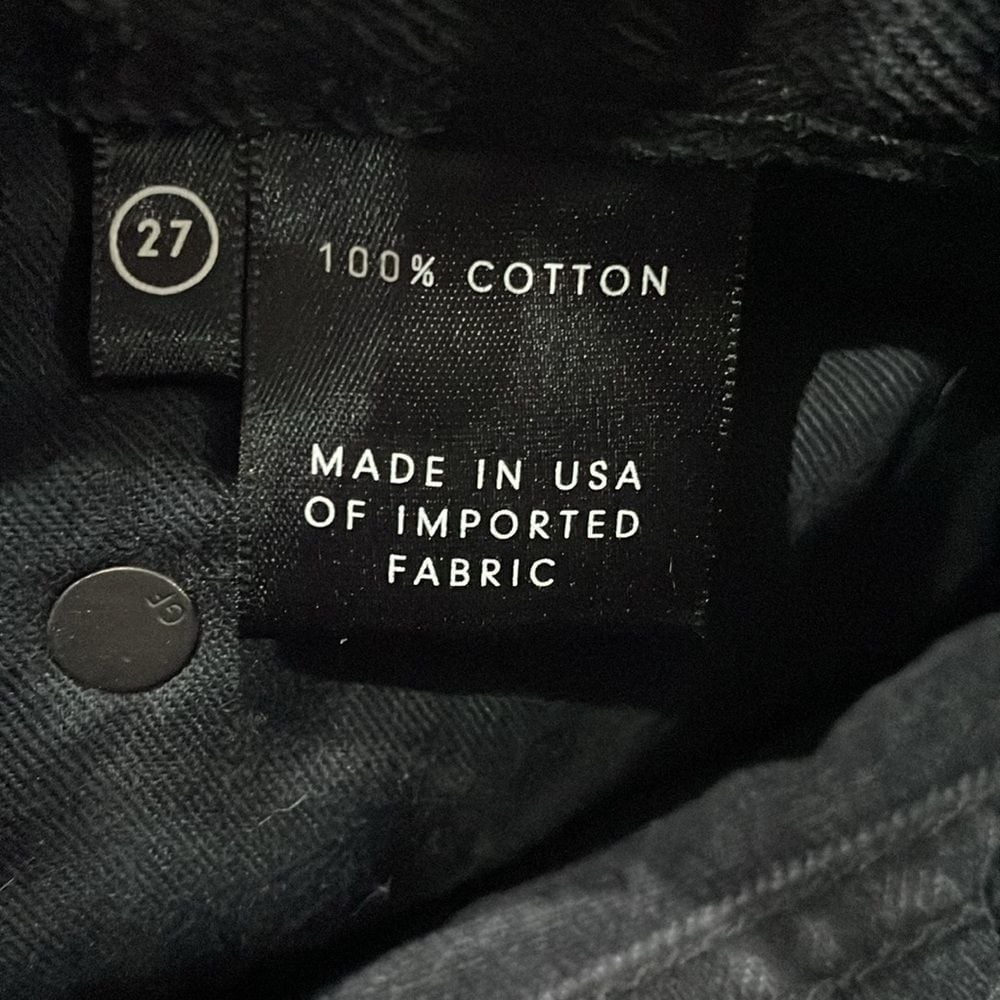 27
100% COTTON
MADE IN USA
OF IMPORTED
FABRIC
GF